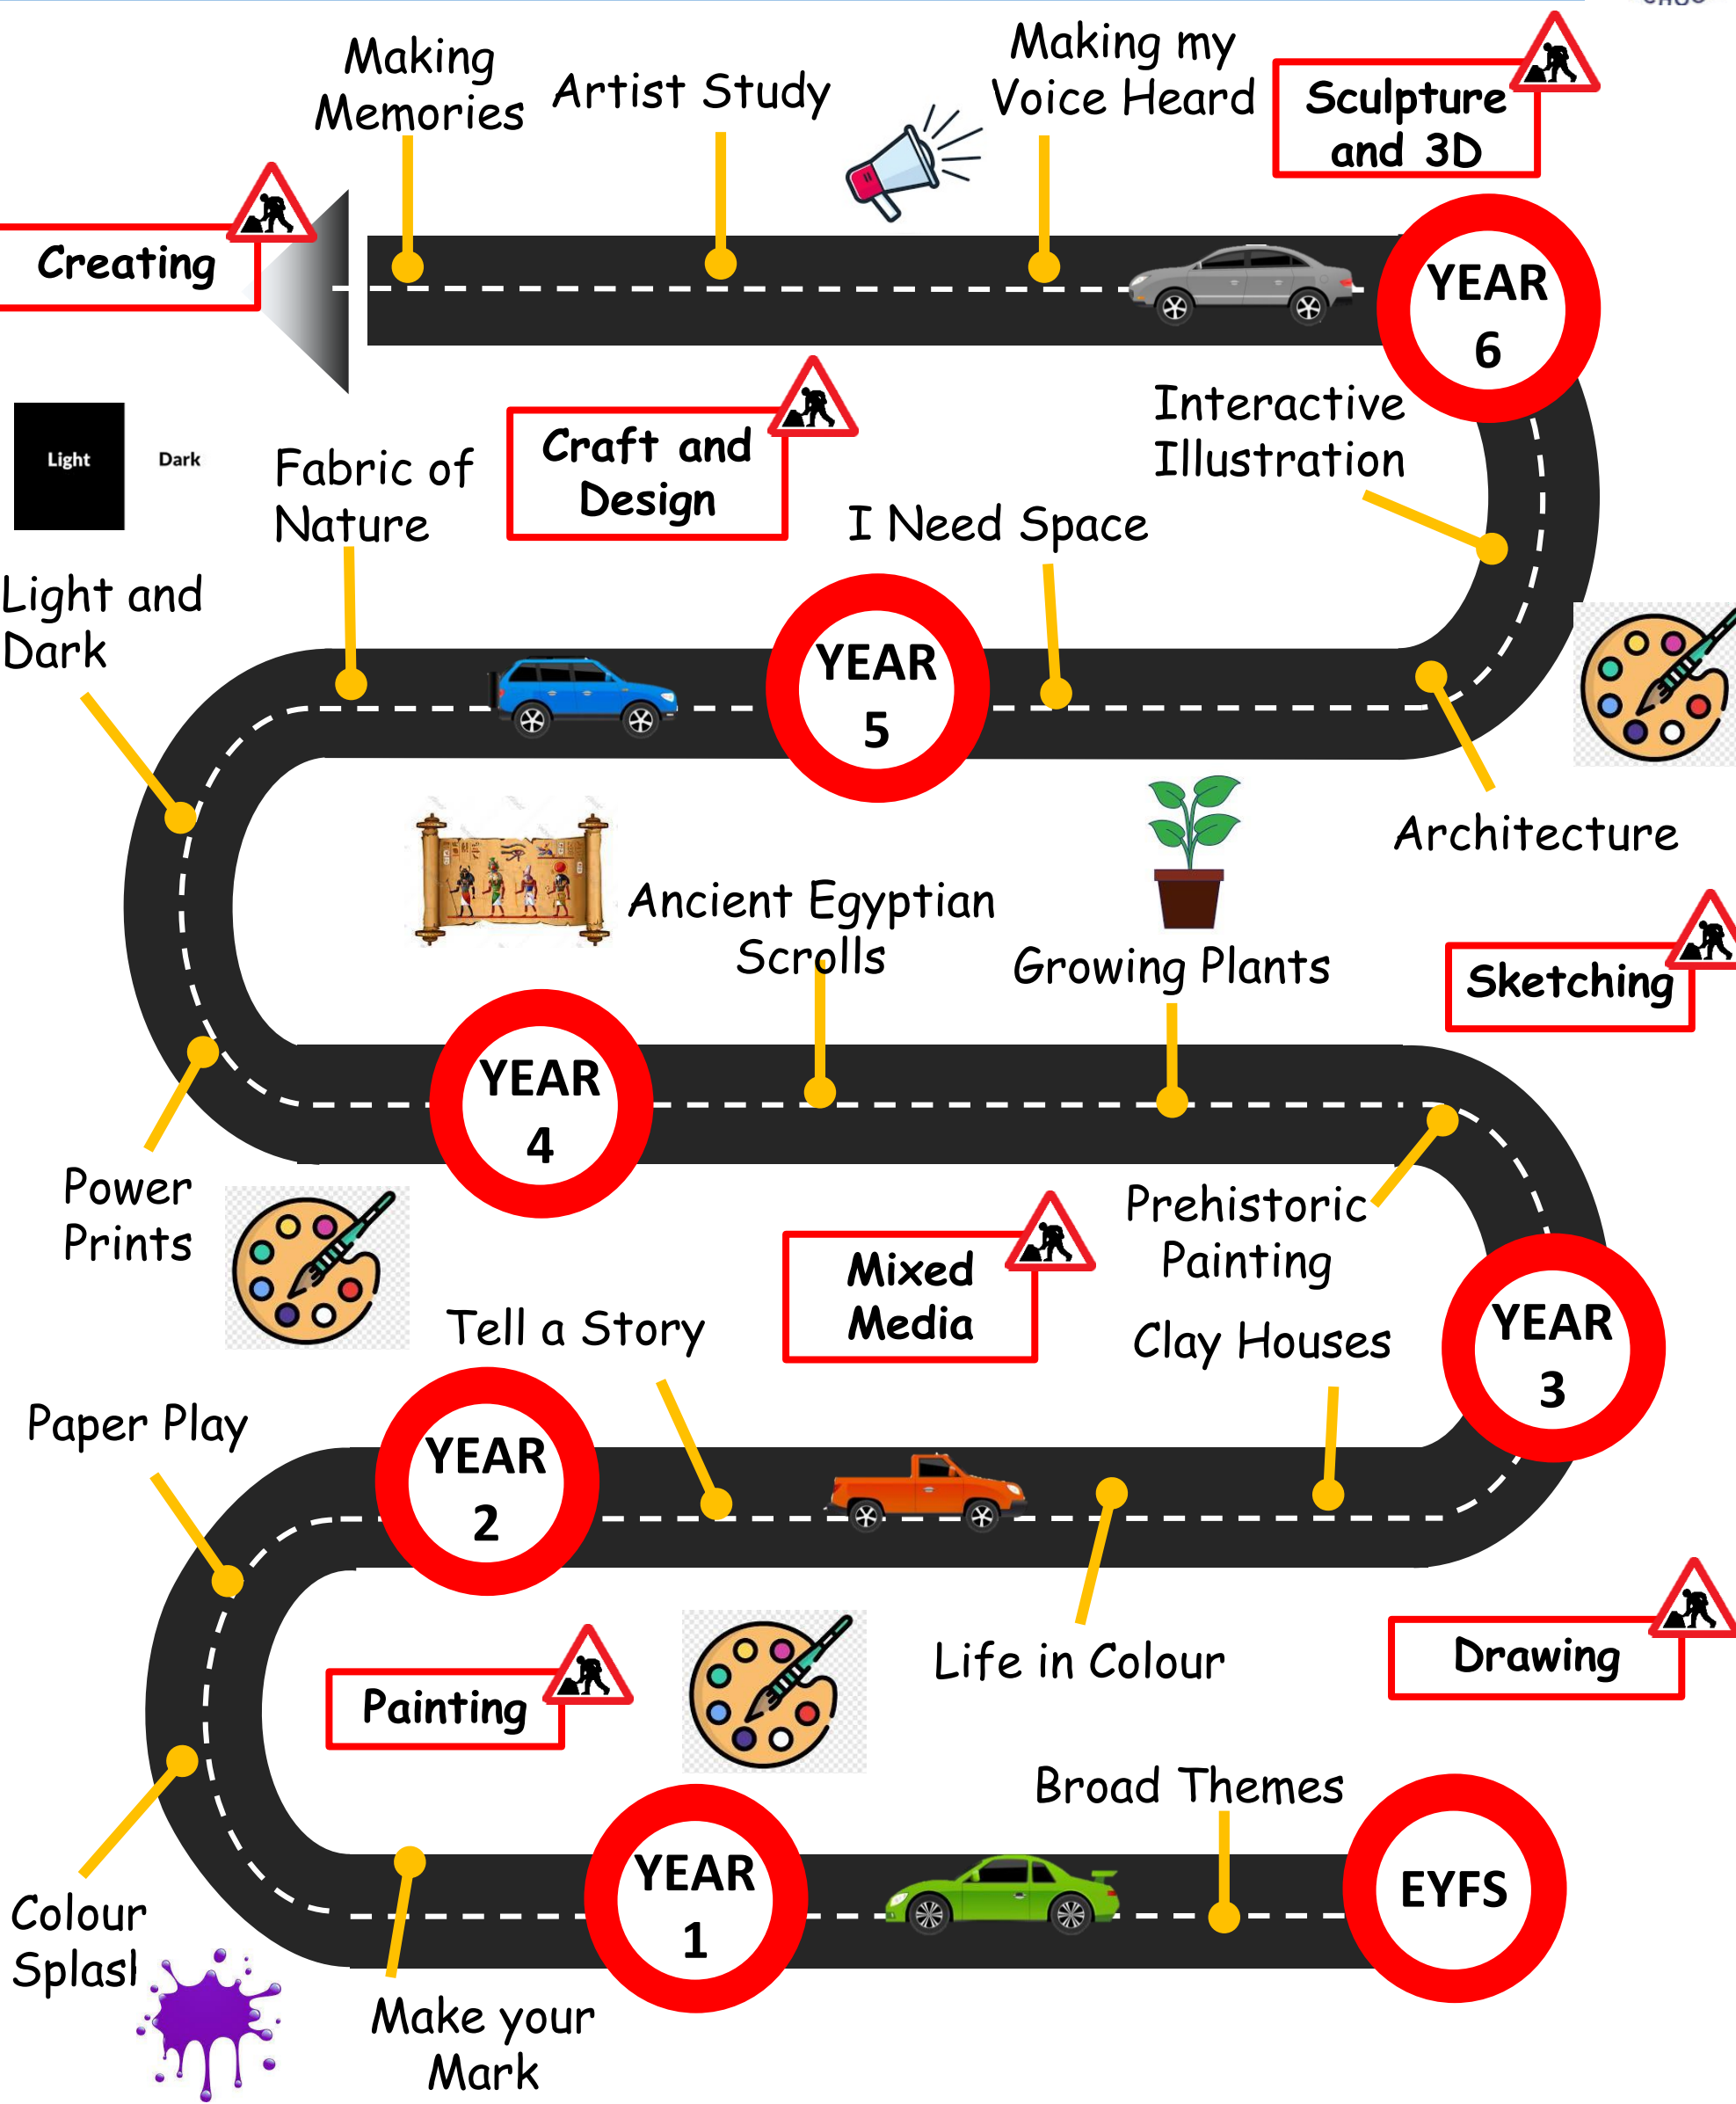 Making
Memories
Artist Study
Making my
Voice Heard
Sculpture
and 3D
Creating
YEAR
6
Light
Dark
Fabric of
Nature
Craft and
Design
Interactive
Illustration
I Need Space
Light and
Dark
YEAR
5
Architecture
Ancient Egyptian
Scrolls
Growing Plants
Sketching
YEAR
4
Power
Prints
Prehistoric
Painting
Mixed
Media
Tell a Story
Clay Houses
YEAR
3
Paper Play
YEAR
2
Life in Colour
Drawing
Painting
Broad Themes
YEAR
1
EYFS
Colour
Splas
Make your
Mark